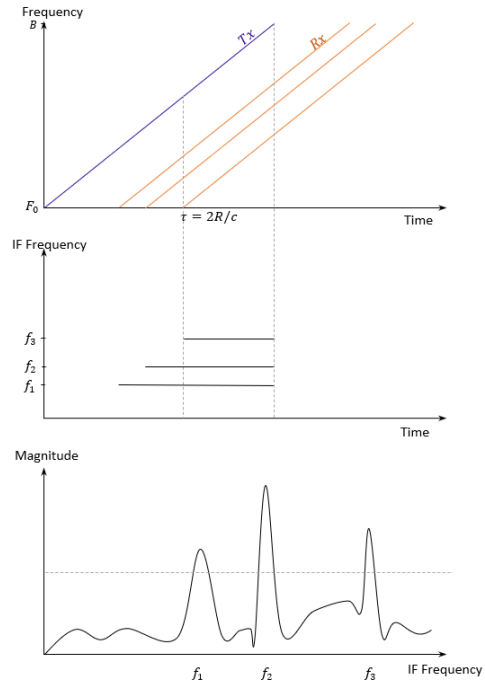 Frequency
B
Tx
Rx
F₀
τ = 2R/c
Time
IF Frequency
f₃
f₂
f₁
Time
Magnitude
f₁
f₂
f₃
IF Frequency